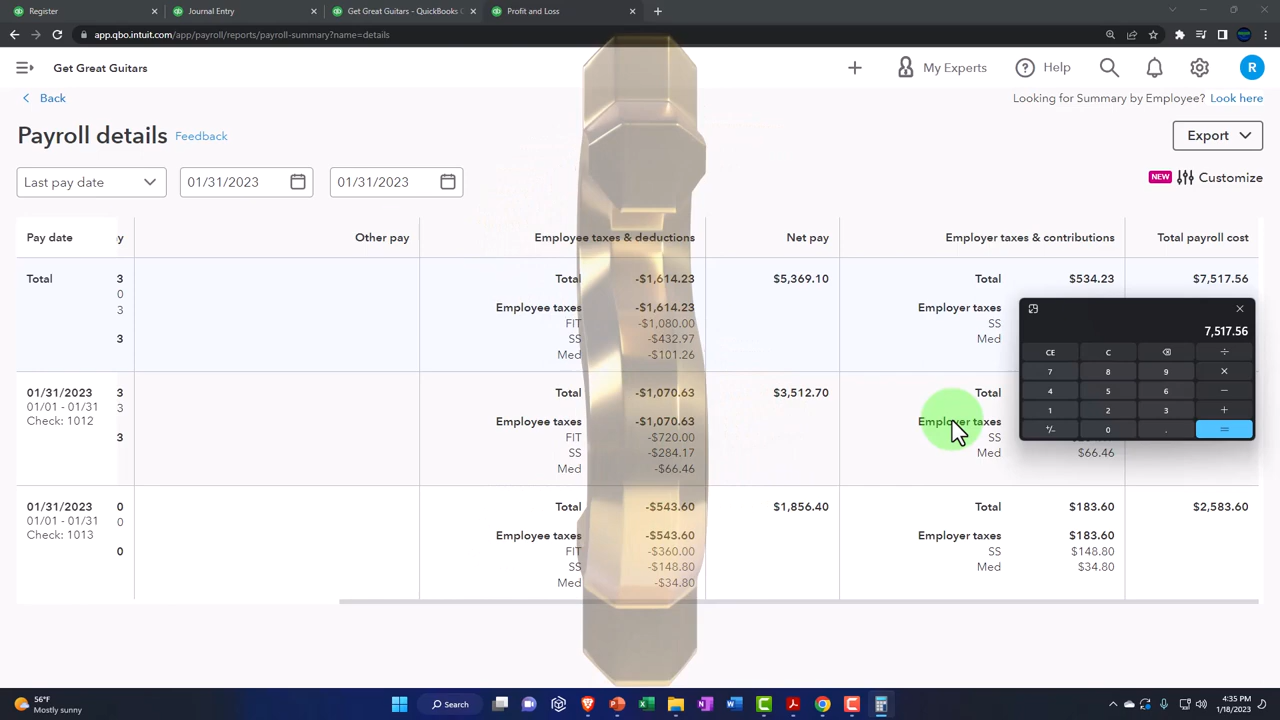 Register
Journal Entry
Get Great Guitars - QuickBooks
Profit and Loss
app.qbo.intuit.com/app/payroll/reports/payroll-summary?name=details
Get Great Guitars
My Experts
Help
R
Back
Looking for Summary by Employee? Look here
Payroll details
Feedback
Export
Last pay date
01/31/2023
01/31/2023
NEW
Customize
Pay date
y
Other pay
Employee taxes & deductions
Net pay
Employer taxes & contributions
Total payroll cost
Total 3 Total -$1,614.23 $5,369.10 Total $534.23 $7,517.56
0
Employee taxes -$1,614.23 Employer taxes
3 FIT -$1,080.00 SS
3 SS -$432.97 Med
Med -$101.26
7,517.56
CE C ÷
7 8 9 ×
4 5 6 −
1 2 3 +
+/− 0 . =
01/31/2023 3 Total -$1,070.63 $3,512.70 Total
01/01 - 01/31 3
Check: 1012 Employee taxes -$1,070.63 Employer taxes
3 FIT -$720.00 SS
SS -$284.17 Med $66.46
Med -$66.46
01/31/2023 0 Total -$543.60 $1,856.40 Total $183.60 $2,583.60
01/01 - 01/31 0
Check: 1013 Employee taxes -$543.60 Employer taxes $183.60
0 FIT -$360.00 SS $148.80
SS -$148.80 Med $34.80
Med -$34.80
56°F
Mostly sunny
Search
4:35 PM
1/18/2023